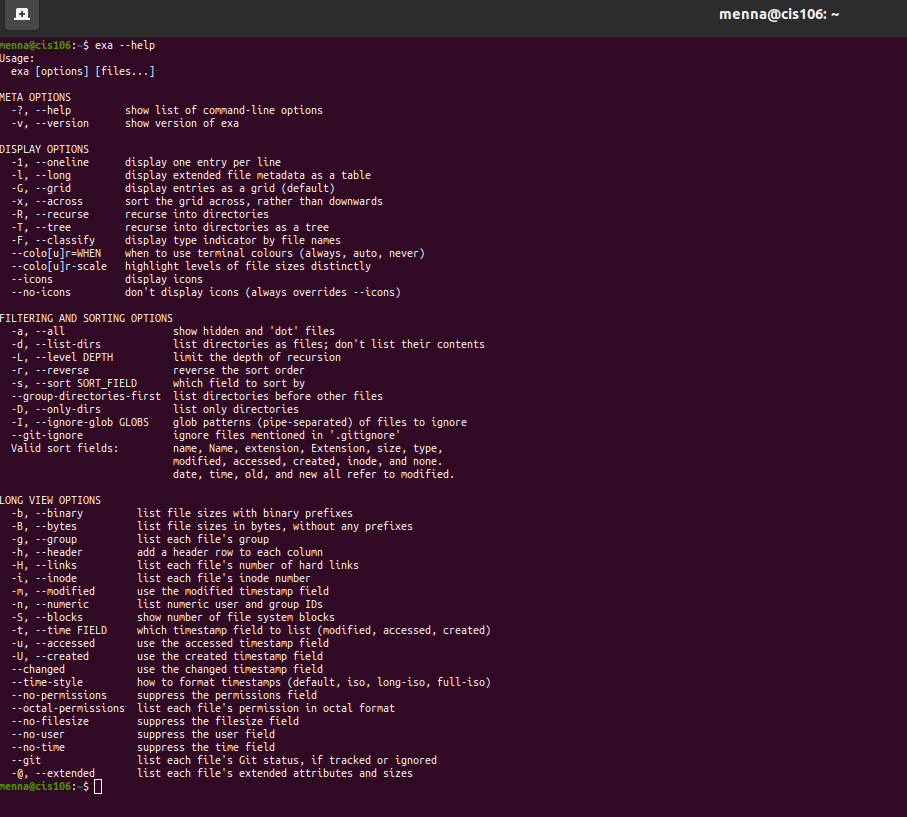 menna@cis106: ~
menna@cis106:~$ exa --help
Usage:
  exa [options] [files...]

META OPTIONS
  -?, --help         show list of command-line options
  -v, --version      show version of exa

DISPLAY OPTIONS
  -1, --oneline      display one entry per line
  -l, --long         display extended file metadata as a table
  -G, --grid         display entries as a grid (default)
  -x, --across       sort the grid across, rather than downwards
  -R, --recurse      recurse into directories
  -T, --tree         recurse into directories as a tree
  -F, --classify     display type indicator by file names
  --colo[u]r=WHEN    when to use terminal colours (always, auto, never)
  --colo[u]r-scale   highlight levels of file sizes distinctly
  --icons            display icons
  --no-icons         don't display icons (always overrides --icons)

FILTERING AND SORTING OPTIONS
  -a, --all                  show hidden and 'dot' files
  -d, --list-dirs            list directories as files; don't list their contents
  -L, --level DEPTH          limit the depth of recursion
  -r, --reverse              reverse the sort order
  -s, --sort SORT_FIELD      which field to sort by
  --group-directories-first  list directories before other files
  -D, --only-dirs            list only directories
  -I, --ignore-glob GLOBS    glob patterns (pipe-separated) of files to ignore
  --git-ignore               ignore files mentioned in '.gitignore'
  Valid sort fields:         name, Name, extension, Extension, size, type,
                             modified, accessed, created, inode, and none.
                             date, time, old, and new all refer to modified.

LONG VIEW OPTIONS
  -b, --binary         list file sizes with binary prefixes
  -B, --bytes          list file sizes in bytes, without any prefixes
  -g, --group          list each file's group
  -h, --header         add a header row to each column
  -H, --links          list each file's number of hard links
  -i, --inode          list each file's inode number
  -m, --modified       use the modified timestamp field
  -n, --numeric        list numeric user and group IDs
  -S, --blocks         show number of file system blocks
  -t, --time FIELD     which timestamp field to list (modified, accessed, created)
  -u, --accessed       use the accessed timestamp field
  -U, --created        use the created timestamp field
  --changed            use the changed timestamp field
  --time-style         how to format timestamps (default, iso, long-iso, full-iso)
  --no-permissions     suppress the permissions field
  --octal-permissions  list each file's permission in octal format
  --no-filesize        suppress the filesize field
  --no-user            suppress the user field
  --no-time            suppress the time field
  --git                list each file's Git status, if tracked or ignored
  -@, --extended       list each file's extended attributes and sizes
menna@cis106:~$